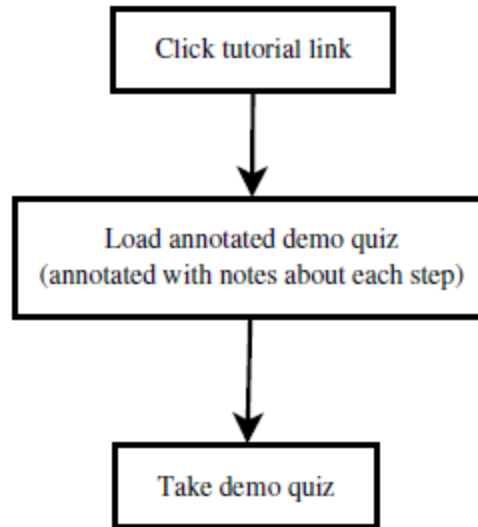 Click tutorial link
Load annotated demo quiz
(annotated with notes about each step)
Take demo quiz